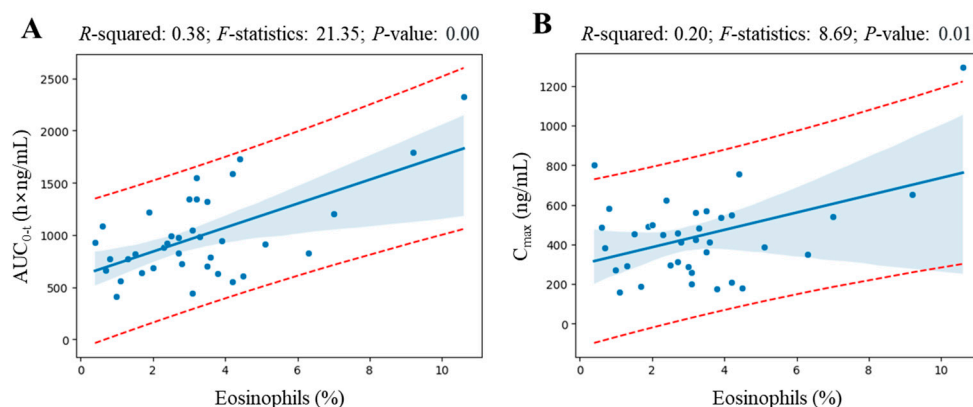 A
R-squared: 0.38; F-statistics: 21.35; P-value: 0.00
2500
2000
1500
1000
500
0
AUC0-t (h×ng/mL)
0 2 4 6 8 10
Eosinophils (%)
B
R-squared: 0.20; F-statistics: 8.69; P-value: 0.01
1200
1000
800
600
400
200
0
Cmax (ng/mL)
0 2 4 6 8 10
Eosinophils (%)